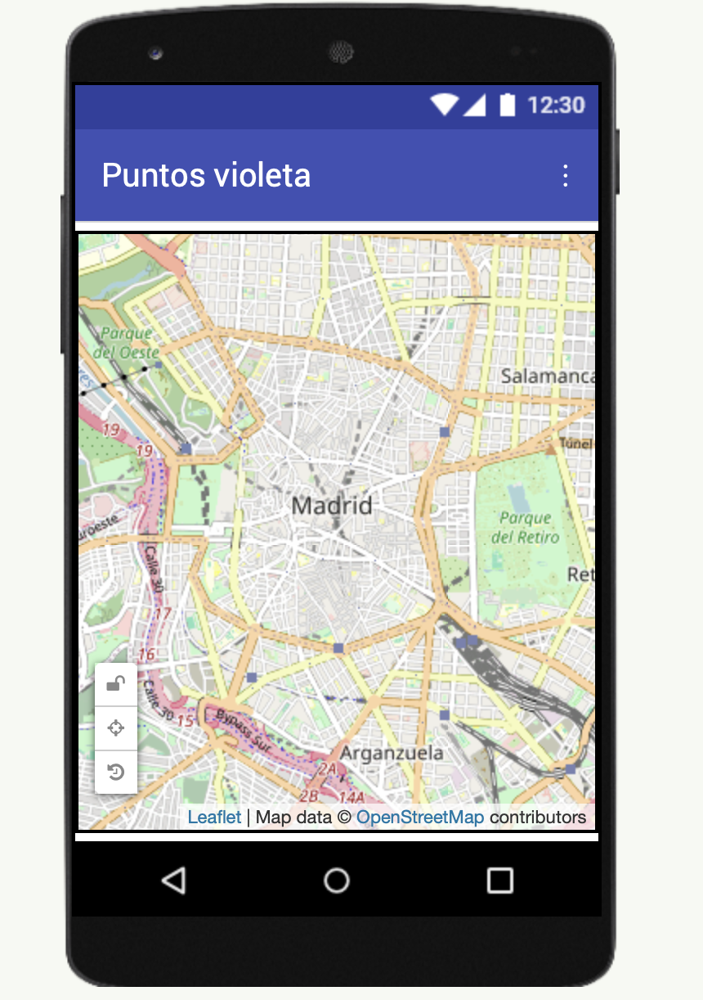 12:30
Puntos violeta
Parque
del Oeste
Salamanca
19
19
Túnel
Madrid
Parque
del Retiro
uroeste
Calle 30
Ret
17
16
Calle 30
15
Bypass Sur
Arganzuela
2A
2B
14A
Leaflet | Map data © OpenStreetMap contributors